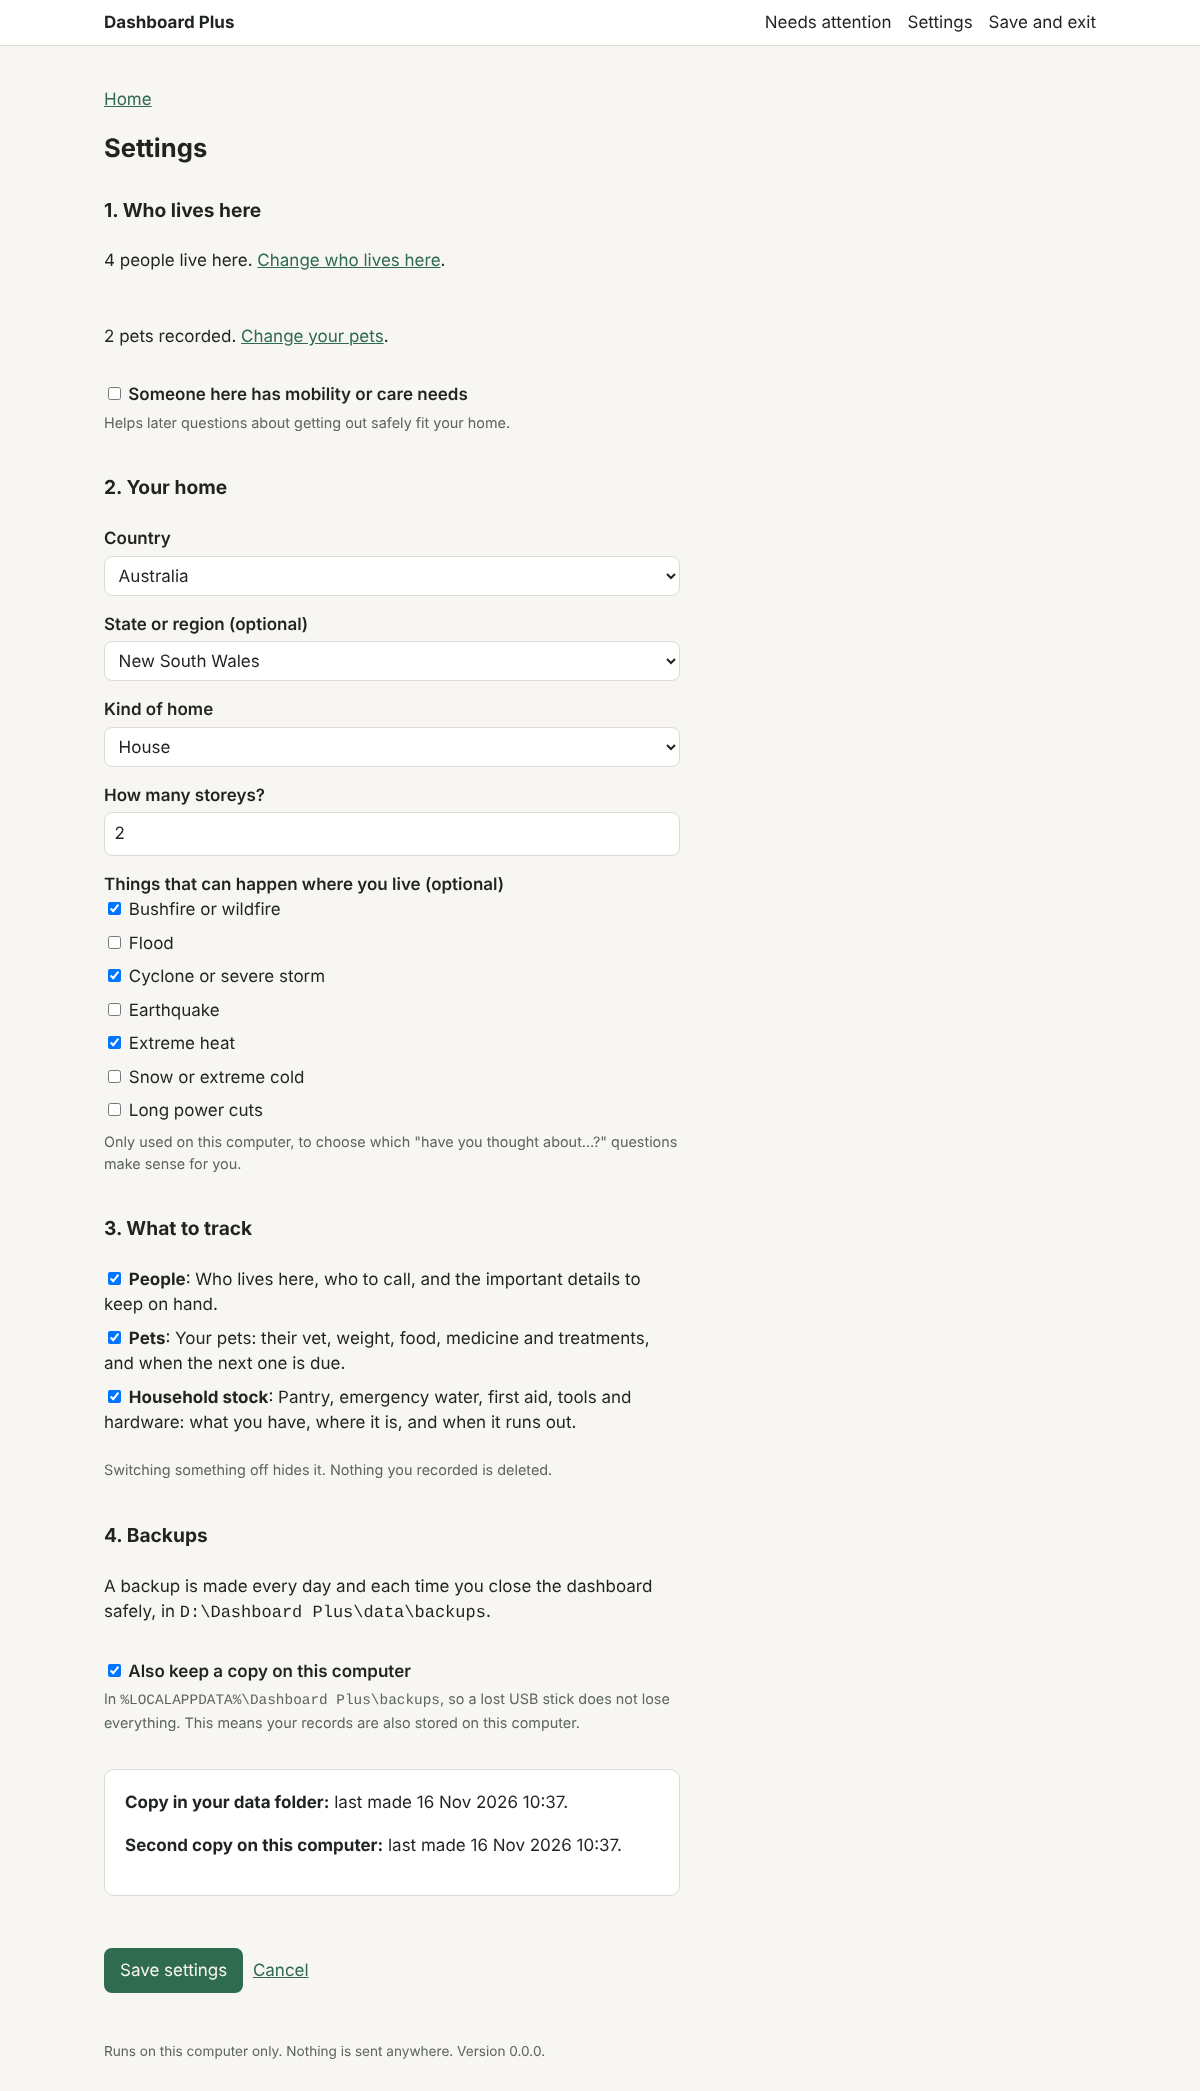 Dashboard Plus
Needs attention Settings Save and exit
Home
Settings
1. Who lives here
4 people live here. Change who lives here.
2 pets recorded. Change your pets.
Someone here has mobility or care needs
Helps later questions about getting out safely fit your home.
2. Your home
Country
Australia
State or region (optional)
New South Wales
Kind of home
House
How many storeys?
2
Things that can happen where you live (optional)
Bushfire or wildfire
Flood
Cyclone or severe storm
Earthquake
Extreme heat
Snow or extreme cold
Long power cuts
Only used on this computer, to choose which "have you thought about...?" questions
make sense for you.
3. What to track
People: Who lives here, who to call, and the important details to
keep on hand.
Pets: Your pets: their vet, weight, food, medicine and treatments,
and when the next one is due.
Household stock: Pantry, emergency water, first aid, tools and
hardware: what you have, where it is, and when it runs out.
Switching something off hides it. Nothing you recorded is deleted.
4. Backups
A backup is made every day and each time you close the dashboard
safely, in D:\Dashboard Plus\data\backups.
Also keep a copy on this computer
In %LOCALAPPDATA%\Dashboard Plus\backups, so a lost USB stick does not lose
everything. This means your records are also stored on this computer.
Copy in your data folder: last made 16 Nov 2026 10:37.
Second copy on this computer: last made 16 Nov 2026 10:37.
Save settings Cancel
Runs on this computer only. Nothing is sent anywhere. Version 0.0.0.